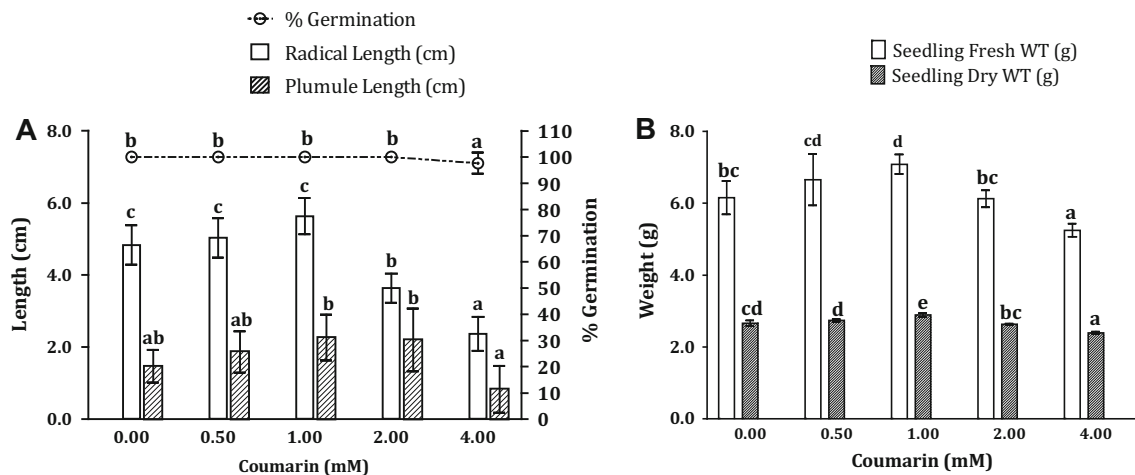 % Germination
Radical Length (cm)
Plumule Length (cm)
A
8.0
6.0
4.0
2.0
0.0
Length (cm)
b b b b a
c c c b a
ab ab b b a
110
100
90
80
70
60
50
40
30
20
10
0
% Germination
0.00 0.50 1.00 2.00 4.00
Coumarin (mM)
Seedling Fresh WT (g)
Seedling Dry WT (g)
B
8.0
6.0
4.0
2.0
0.0
Weight (g)
bc cd d bc a
cd d e bc a
0.00 0.50 1.00 2.00 4.00
Coumarin (mM)